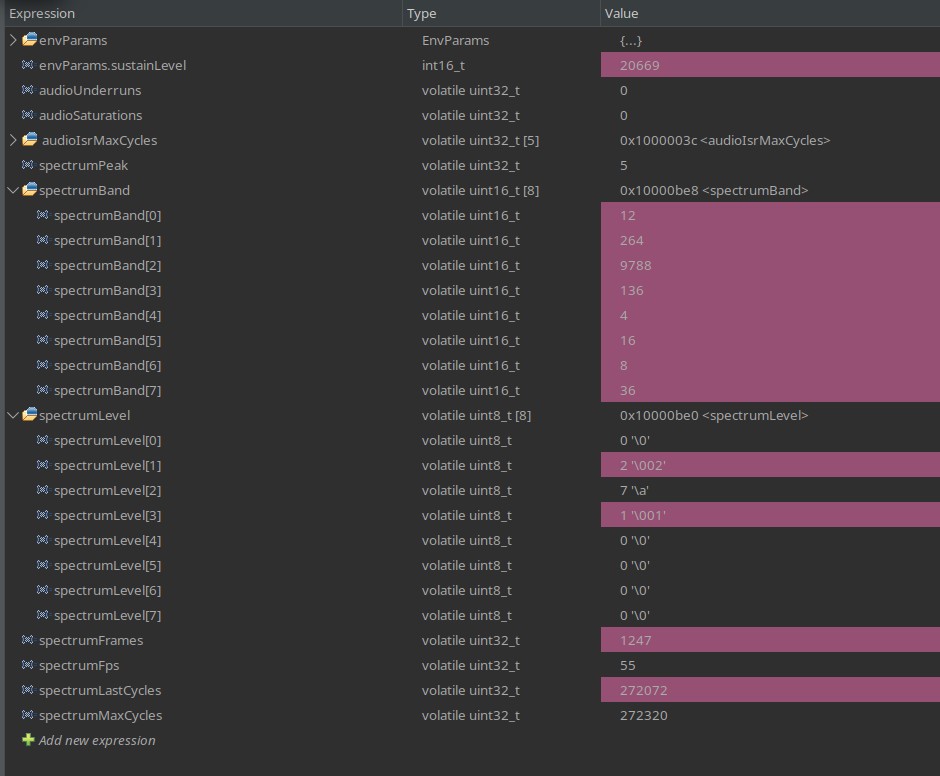 Expression Type Value
envParams EnvParams {...}
envParams.sustainLevel int16_t 20669
audioUnderruns volatile uint32_t 0
audioSaturations volatile uint32_t 0
audioIsrMaxCycles volatile uint32_t [5] 0x1000003c <audioIsrMaxCycles>
spectrumPeak volatile uint32_t 5
spectrumBand volatile uint16_t [8] 0x10000be8 <spectrumBand>
spectrumBand[0] volatile uint16_t 12
spectrumBand[1] volatile uint16_t 264
spectrumBand[2] volatile uint16_t 9788
spectrumBand[3] volatile uint16_t 136
spectrumBand[4] volatile uint16_t 4
spectrumBand[5] volatile uint16_t 16
spectrumBand[6] volatile uint16_t 8
spectrumBand[7] volatile uint16_t 36
spectrumLevel volatile uint8_t [8] 0x10000be0 <spectrumLevel>
spectrumLevel[0] volatile uint8_t 0 '\0'
spectrumLevel[1] volatile uint8_t 2 '\002'
spectrumLevel[2] volatile uint8_t 7 '\a'
spectrumLevel[3] volatile uint8_t 1 '\001'
spectrumLevel[4] volatile uint8_t 0 '\0'
spectrumLevel[5] volatile uint8_t 0 '\0'
spectrumLevel[6] volatile uint8_t 0 '\0'
spectrumLevel[7] volatile uint8_t 0 '\0'
spectrumFrames volatile uint32_t 1247
spectrumFps volatile uint32_t 55
spectrumLastCycles volatile uint32_t 272072
spectrumMaxCycles volatile uint32_t 272320
Add new expression